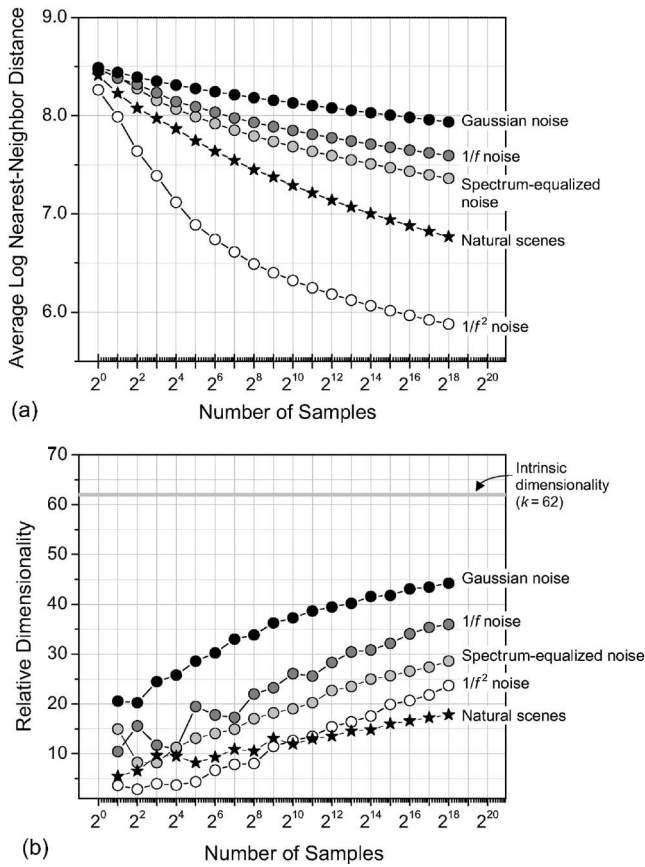 Average Log Nearest-Neighbor Distance
9.0
8.0
7.0
6.0
Gaussian noise
1/f noise
Spectrum-equalized
noise
Natural scenes
1/f² noise
2⁰ 2² 2⁴ 2⁶ 2⁸ 2¹⁰ 2¹² 2¹⁴ 2¹⁶ 2¹⁸ 2²⁰
(a)
Number of Samples
Relative Dimensionality
70
60
50
40
30
20
10
Intrinsic
dimensionality
(k = 62)
Gaussian noise
1/f noise
Spectrum-equalized noise
1/f² noise
Natural scenes
2⁰ 2² 2⁴ 2⁶ 2⁸ 2¹⁰ 2¹² 2¹⁴ 2¹⁶ 2¹⁸ 2²⁰
(b)
Number of Samples